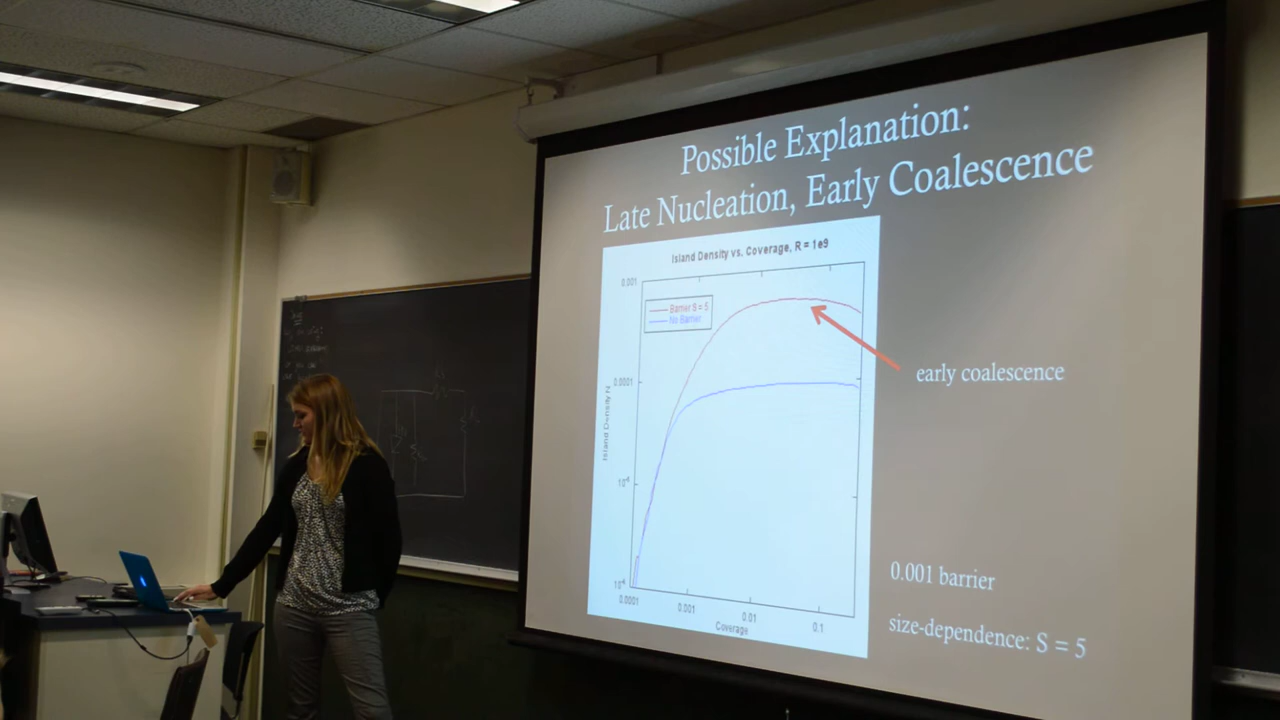 Possible Explanation:
Late Nucleation, Early Coalescence
Island Density vs. Coverage, R = 1e9
0.001
Barrier S = 5
No Barrier
early coalescence
0.0001
Island Density N
0.0001
0.001
0.01
0.1
Coverage
0.001 barrier
size-dependence: S = 5